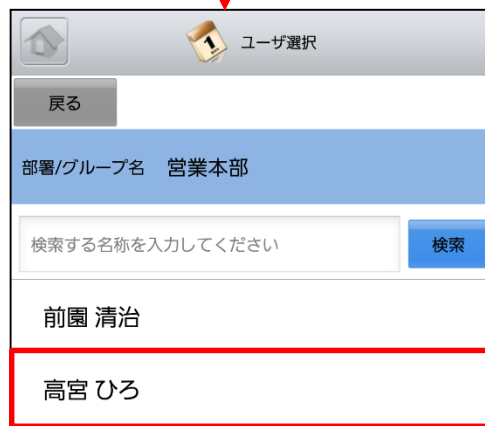 1
ユーザ選択
戻る
部署/グループ名 営業本部
検索する名称を入力してください 検索
前園 清治
高宮 ひろ